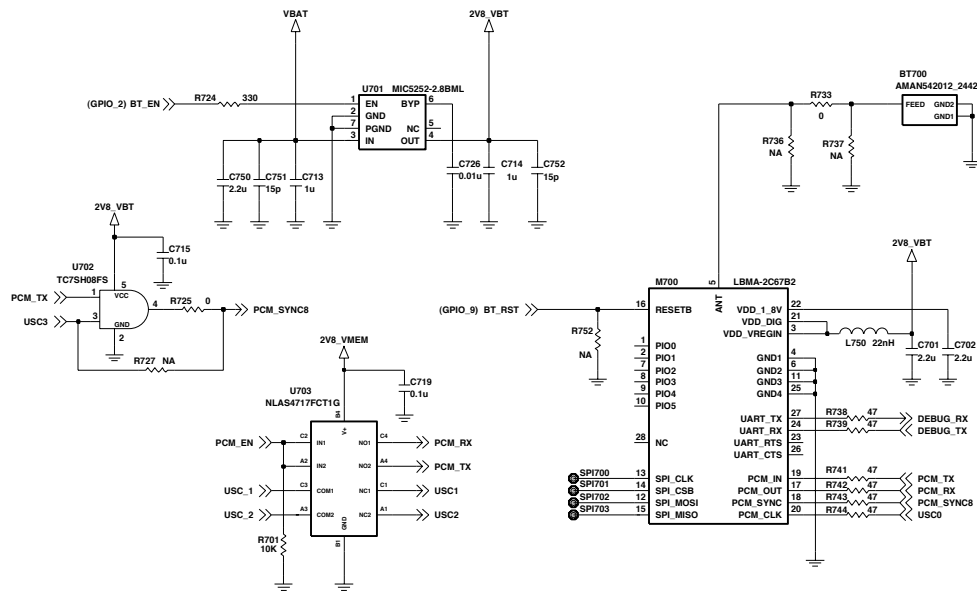 VBAT
2V8_VBT
U701 MIC5252-2.8BML
(GPIO_2) BT_EN
R724 330
1 EN
2 GND
7 PGND
3 IN
BYP 6
NC 5
OUT 4
C750
2.2u
C751
15p
C713
1u
C726
0.01u
C714
1u
C752
15p
BT700
AMAN542012_2442
R733
0
FEED
GND2
GND1
R736
NA
R737
NA
2V8_VBT
C715
0.1u
U702
TC7SH08FS
PCM_TX
1
5
VCC
USC3
3
GND
2
4
R725 0
PCM_SYNC8
R727 NA
2V8_VMEM
C719
0.1u
U703
NLAS4717FCT1G
B4
V+
PCM_EN
C2 IN1
A2 IN2
USC_1
C3 COM1
USC_2
A3 COM2
NO1 C4
PCM_RX
NO2 A4
PCM_TX
NC1 C1
USC1
NC2 A1
USC2
GND
B1
R701
10K
M700 LBMA-2C67B2
5
ANT
(GPIO_9) BT_RST
16 RESETB
R752
NA
1 PIO0
2 PIO1
7 PIO2
8 PIO3
9 PIO4
10 PIO5
28 NC
SPI700 13 SPI_CLK
SPI701 14 SPI_CSB
SPI702 12 SPI_MOSI
SPI703 15 SPI_MISO
2V8_VBT
VDD_1_8V 22
VDD_DIG 21
VDD_VREGIN 3
L750 22nH
C701
2.2u
C702
2.2u
GND1 4
GND2 6
GND3 11
GND4 25
UART_TX 27 R738 47 DEBUG_RX
UART_RX 24 R739 47 DEBUG_TX
UART_RTS 23
UART_CTS 26
PCM_IN 19 R741 47 PCM_TX
PCM_OUT 17 R742 47 PCM_RX
PCM_SYNC 18 R743 47 PCM_SYNC8
PCM_CLK 20 R744 47 USC0